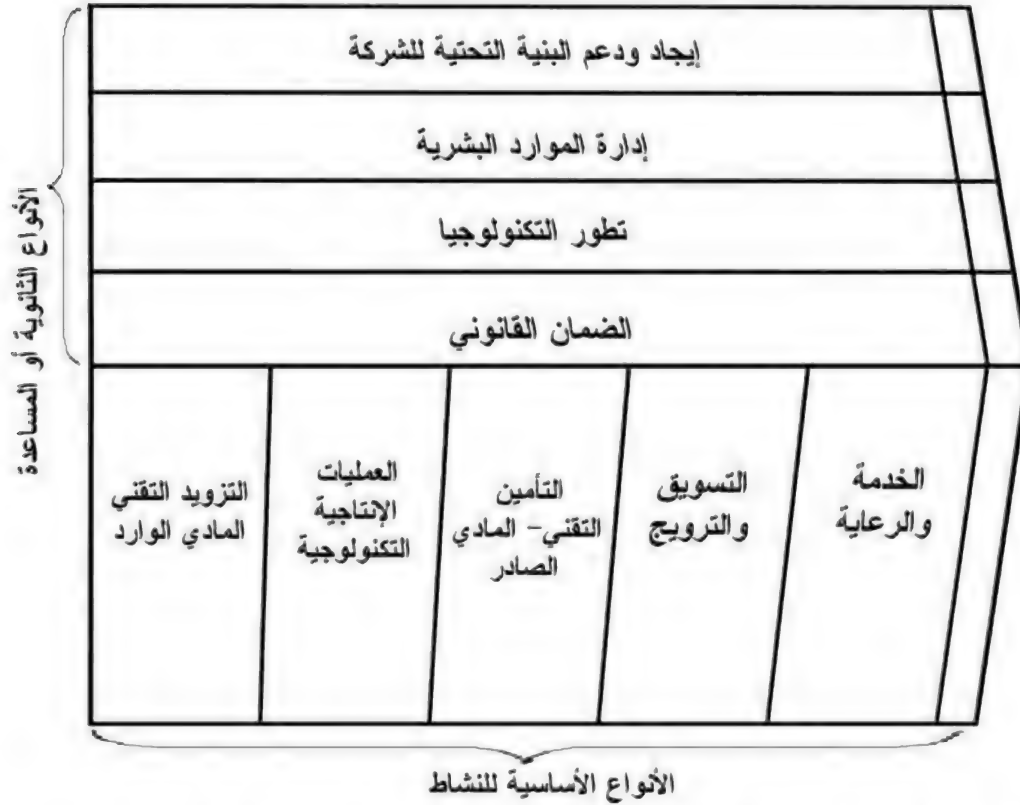 إيجاد ودعم البنية التحتية للشركة
إدارة الموارد البشرية
تطور التكنولوجيا
الضمان القانوني
الأنواع الثانوية أو المساعدة
الخدمة
والرعاية
التسويق
والترويج
التأمين
التقني- المادي
الصادر
العمليات
الإنتاجية
التكنولوجية
التزويد التقني
المادي الوارد
الأنواع الأساسية للنشاط